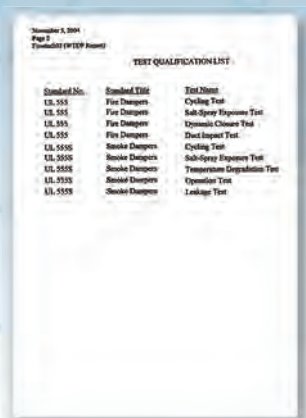 November 5, 2004
Page 2
(WTDP Report)
TEST QUALIFICATION LIST
Standard No. Standard Title Test Name
UL 555 Fire Dampers Cycling Test
UL 555 Fire Dampers Salt-Spray Exposure Test
UL 555 Fire Dampers Dynamic Closure Test
UL 555 Fire Dampers Duct Impact Test
UL 555S Smoke Dampers Cycling Test
UL 555S Smoke Dampers Salt-Spray Exposure Test
UL 555S Smoke Dampers Temperature Degradation Test
UL 555S Smoke Dampers Operation Test
UL 555S Smoke Dampers Leakage Test